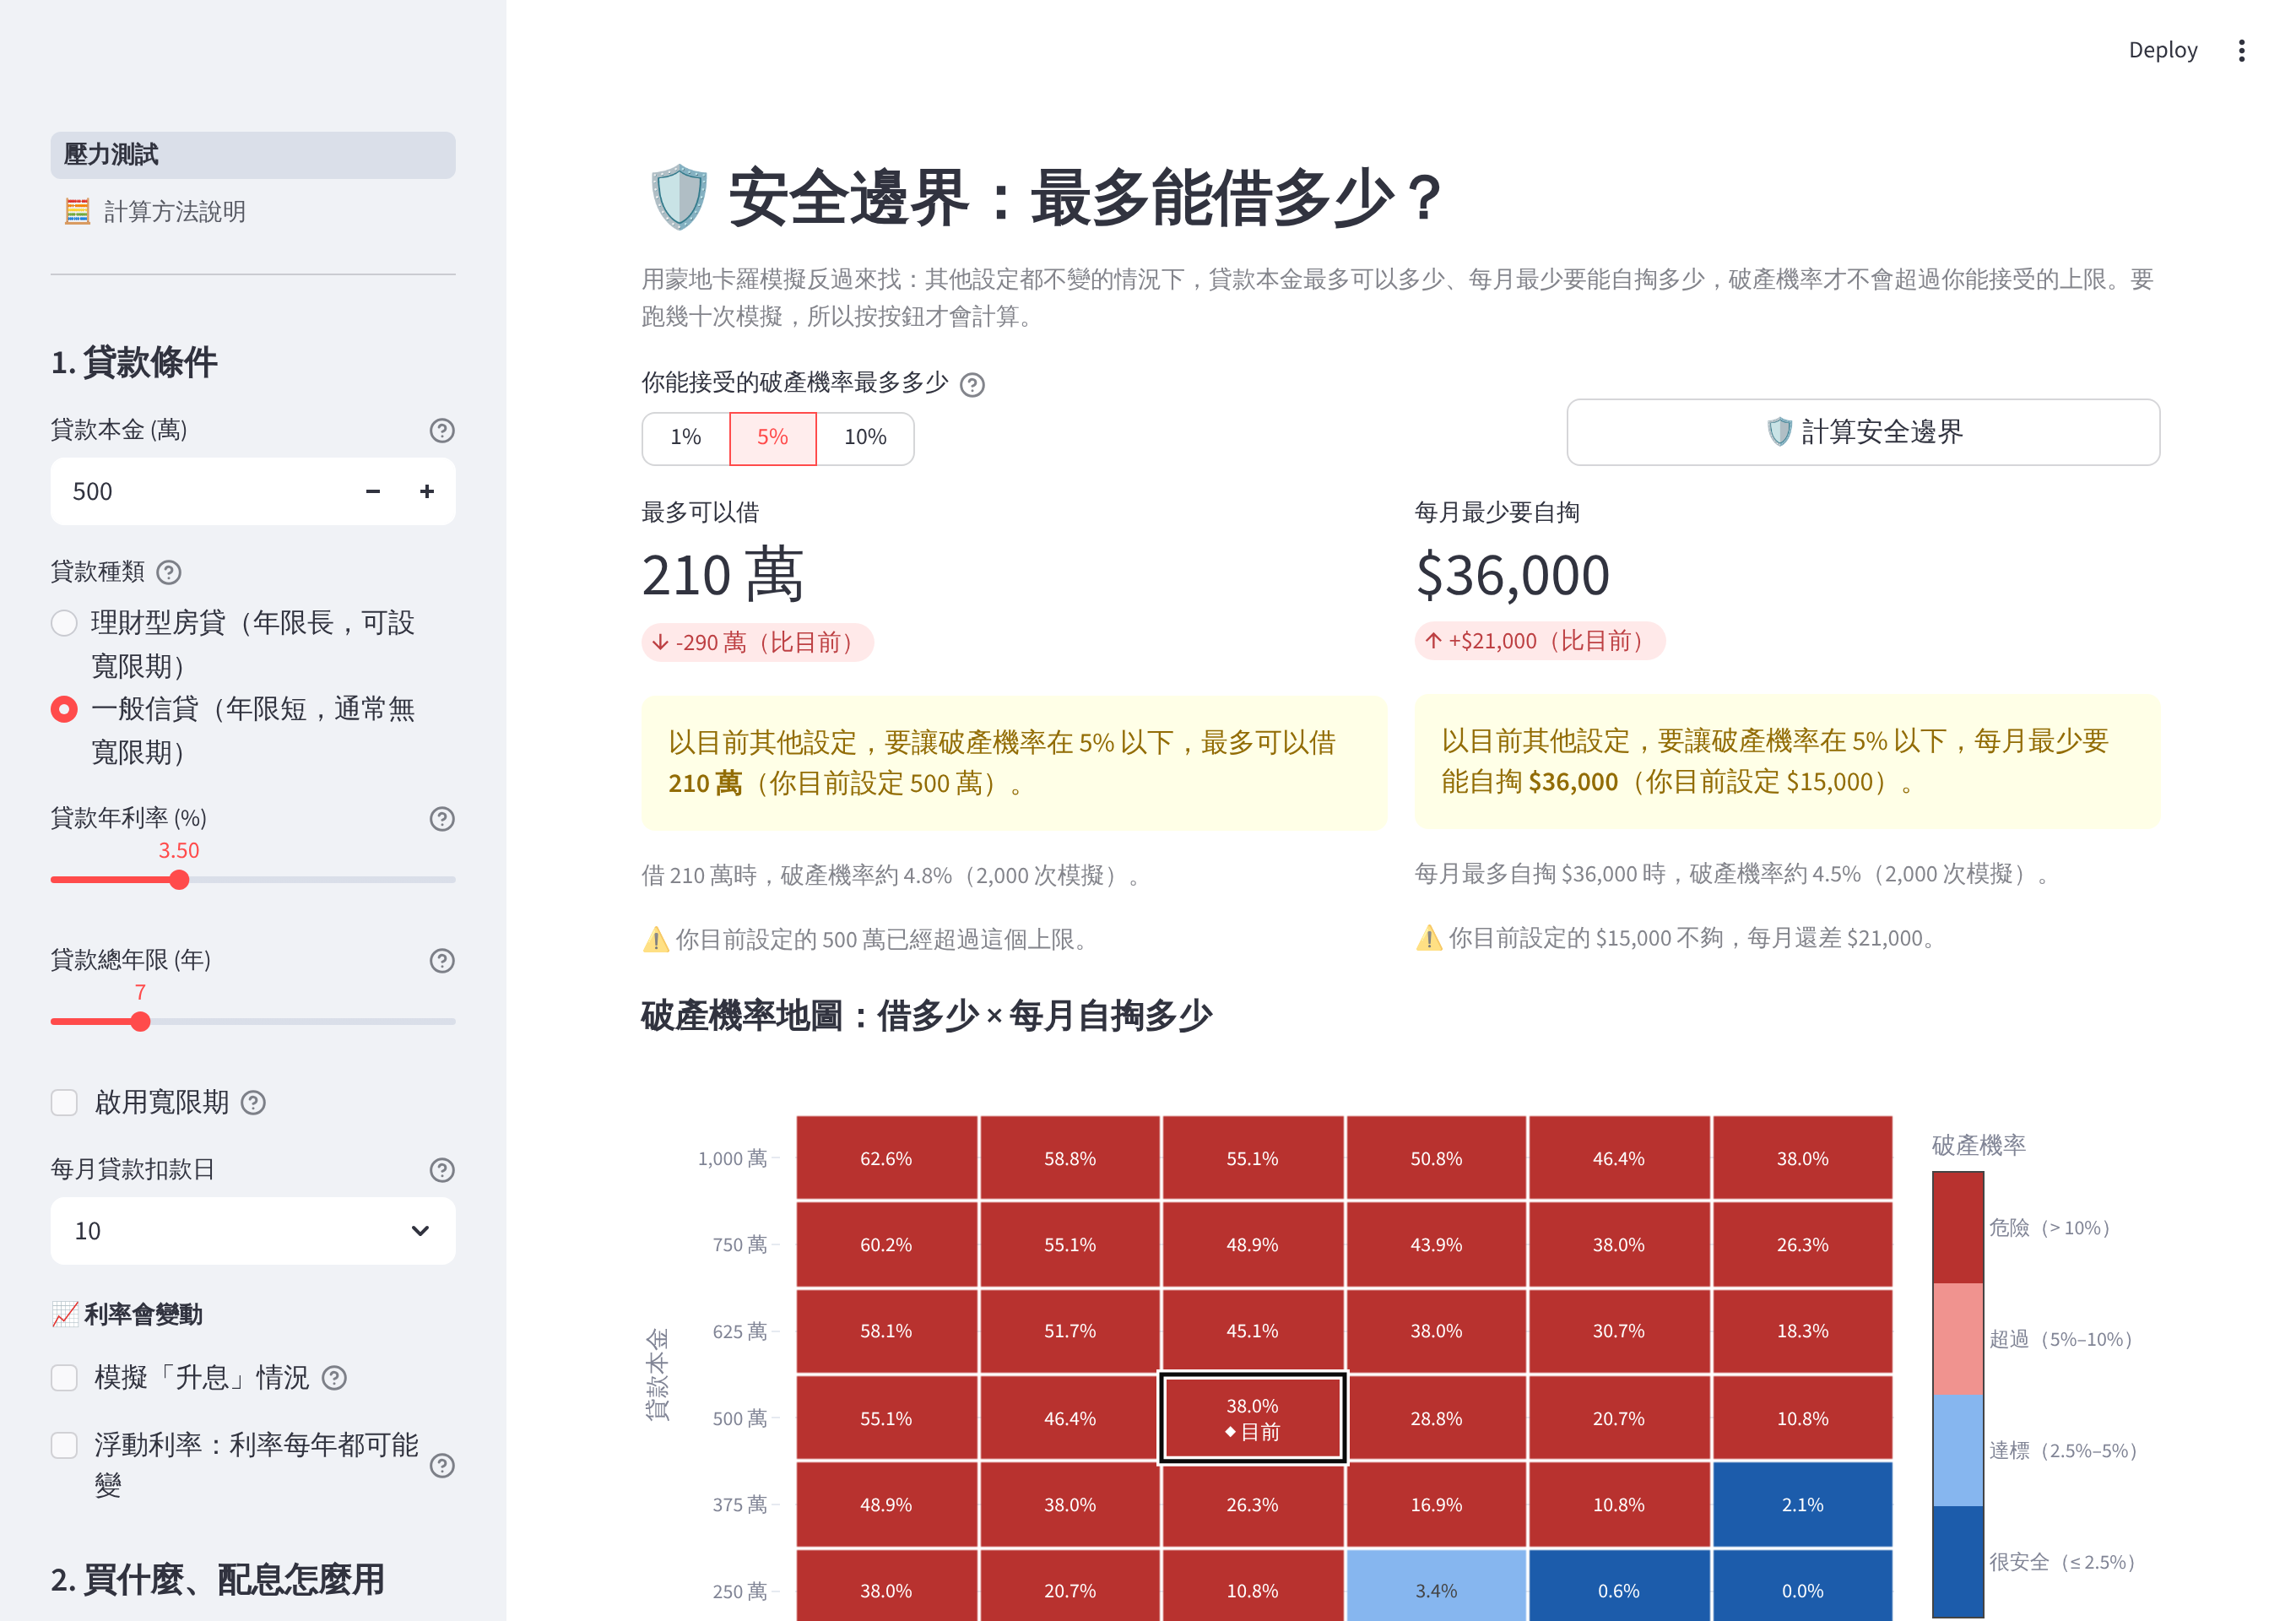 Deploy
壓力測試
🧮 計算方法說明
1. 貸款條件
貸款本金 (萬)
500
貸款種類
理財型房貸（年限長，可設
寬限期）
一般信貸（年限短，通常無
寬限期）
貸款年利率 (%)
3.50
貸款總年限 (年)
7
啟用寬限期
每月貸款扣款日
10
📈 利率會變動
模擬「升息」情況
浮動利率：利率每年都可能
變
2. 買什麼、配息怎麼用
🛡️ 安全邊界：最多能借多少？
用蒙地卡羅模擬反過來找：其他設定都不變的情況下，貸款本金最多可以多少、每月最少要能自掏多少，破產機率才不會超過你能接受的上限。要
跑幾十次模擬，所以按按鈕才會計算。
你能接受的破產機率最多多少
1% 5% 10%
🛡️ 計算安全邊界
最多可以借
210 萬
↓ -290 萬（比目前）
以目前其他設定，要讓破產機率在 5% 以下，最多可以借
210 萬（你目前設定 500 萬）。
借 210 萬時，破產機率約 4.8%（2,000 次模擬）。
⚠️ 你目前設定的 500 萬已經超過這個上限。
每月最少要自掏
$36,000
↑ +$21,000（比目前）
以目前其他設定，要讓破產機率在 5% 以下，每月最少要
能自掏 $36,000（你目前設定 $15,000）。
每月最多自掏 $36,000 時，破產機率約 4.5%（2,000 次模擬）。
⚠️ 你目前設定的 $15,000 不夠，每月還差 $21,000。
破產機率地圖：借多少 × 每月自掏多少
貸款本金
1,000 萬 62.6% 58.8% 55.1% 50.8% 46.4% 38.0%
750 萬 60.2% 55.1% 48.9% 43.9% 38.0% 26.3%
625 萬 58.1% 51.7% 45.1% 38.0% 30.7% 18.3%
500 萬 55.1% 46.4% 38.0% 28.8% 20.7% 10.8%
◆ 目前
375 萬 48.9% 38.0% 26.3% 16.9% 10.8% 2.1%
250 萬 38.0% 20.7% 10.8% 3.4% 0.6% 0.0%
破產機率
危險（> 10%）
超過（5%–10%）
達標（2.5%–5%）
很安全（≤ 2.5%）